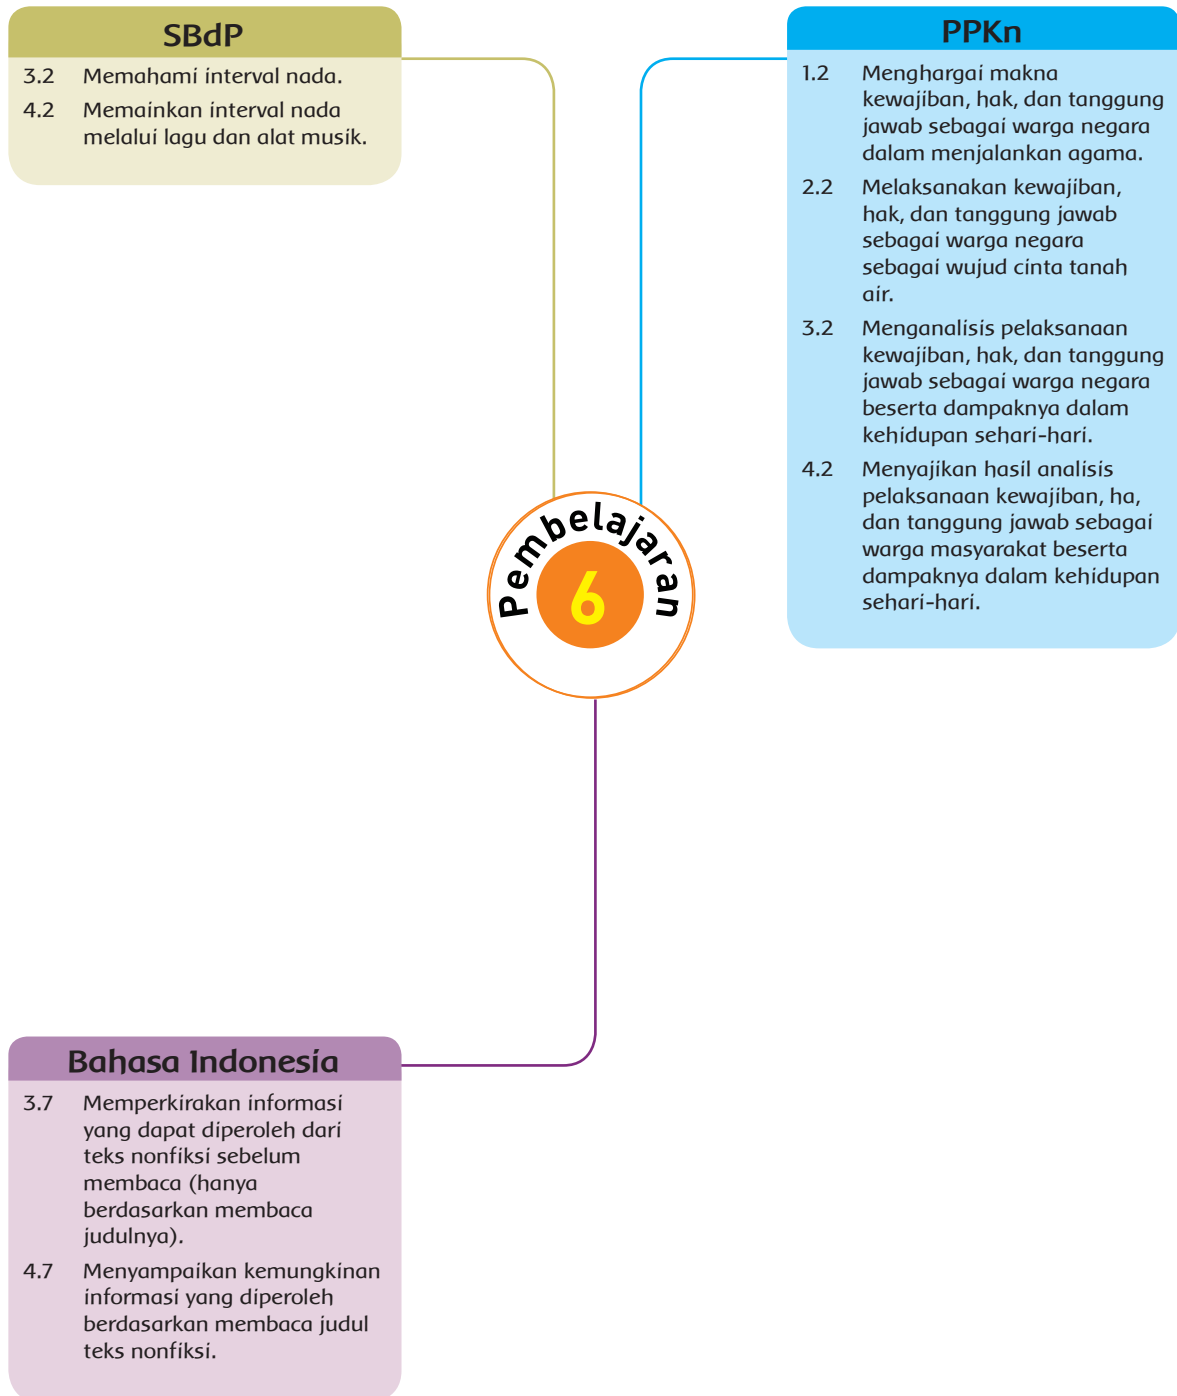 SBdP
3.2 Memahami interval nada.
4.2 Memainkan interval nada
melalui lagu dan alat musik.
PPKn
1.2 Menghargai makna
kewajiban, hak, dan tanggung
jawab sebagai warga negara
dalam menjalankan agama.
2.2 Melaksanakan kewajiban,
hak, dan tanggung jawab
sebagai warga negara
sebagai wujud cinta tanah
air.
3.2 Menganalisis pelaksanaan
kewajiban, hak, dan tanggung
jawab sebagai warga negara
beserta dampaknya dalam
kehidupan sehari-hari.
4.2 Menyajikan hasil analisis
pelaksanaan kewajiban, ha,
dan tanggung jawab sebagai
warga masyarakat beserta
dampaknya dalam kehidupan
sehari-hari.
Pembelajaran
6
Bahasa Indonesia
3.7 Memperkirakan informasi
yang dapat diperoleh dari
teks nonfiksi sebelum
membaca (hanya
berdasarkan membaca
judulnya).
4.7 Menyampaikan kemungkinan
informasi yang diperoleh
berdasarkan membaca judul
teks nonfiksi.